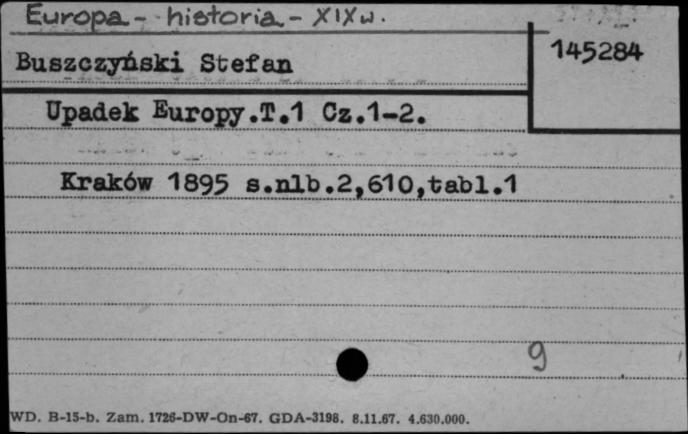 Europa - historia - XIX w.
145284
Buszczyński Stefan
Upadek Europy.T.1 Cz.1-2.
Kraków 1895 s.nlb.2,610,tabl.1
9
WD. B-15-b. Zam. 1726-DW-On-67. GDA-3198. 8.11.67. 4.630.000.